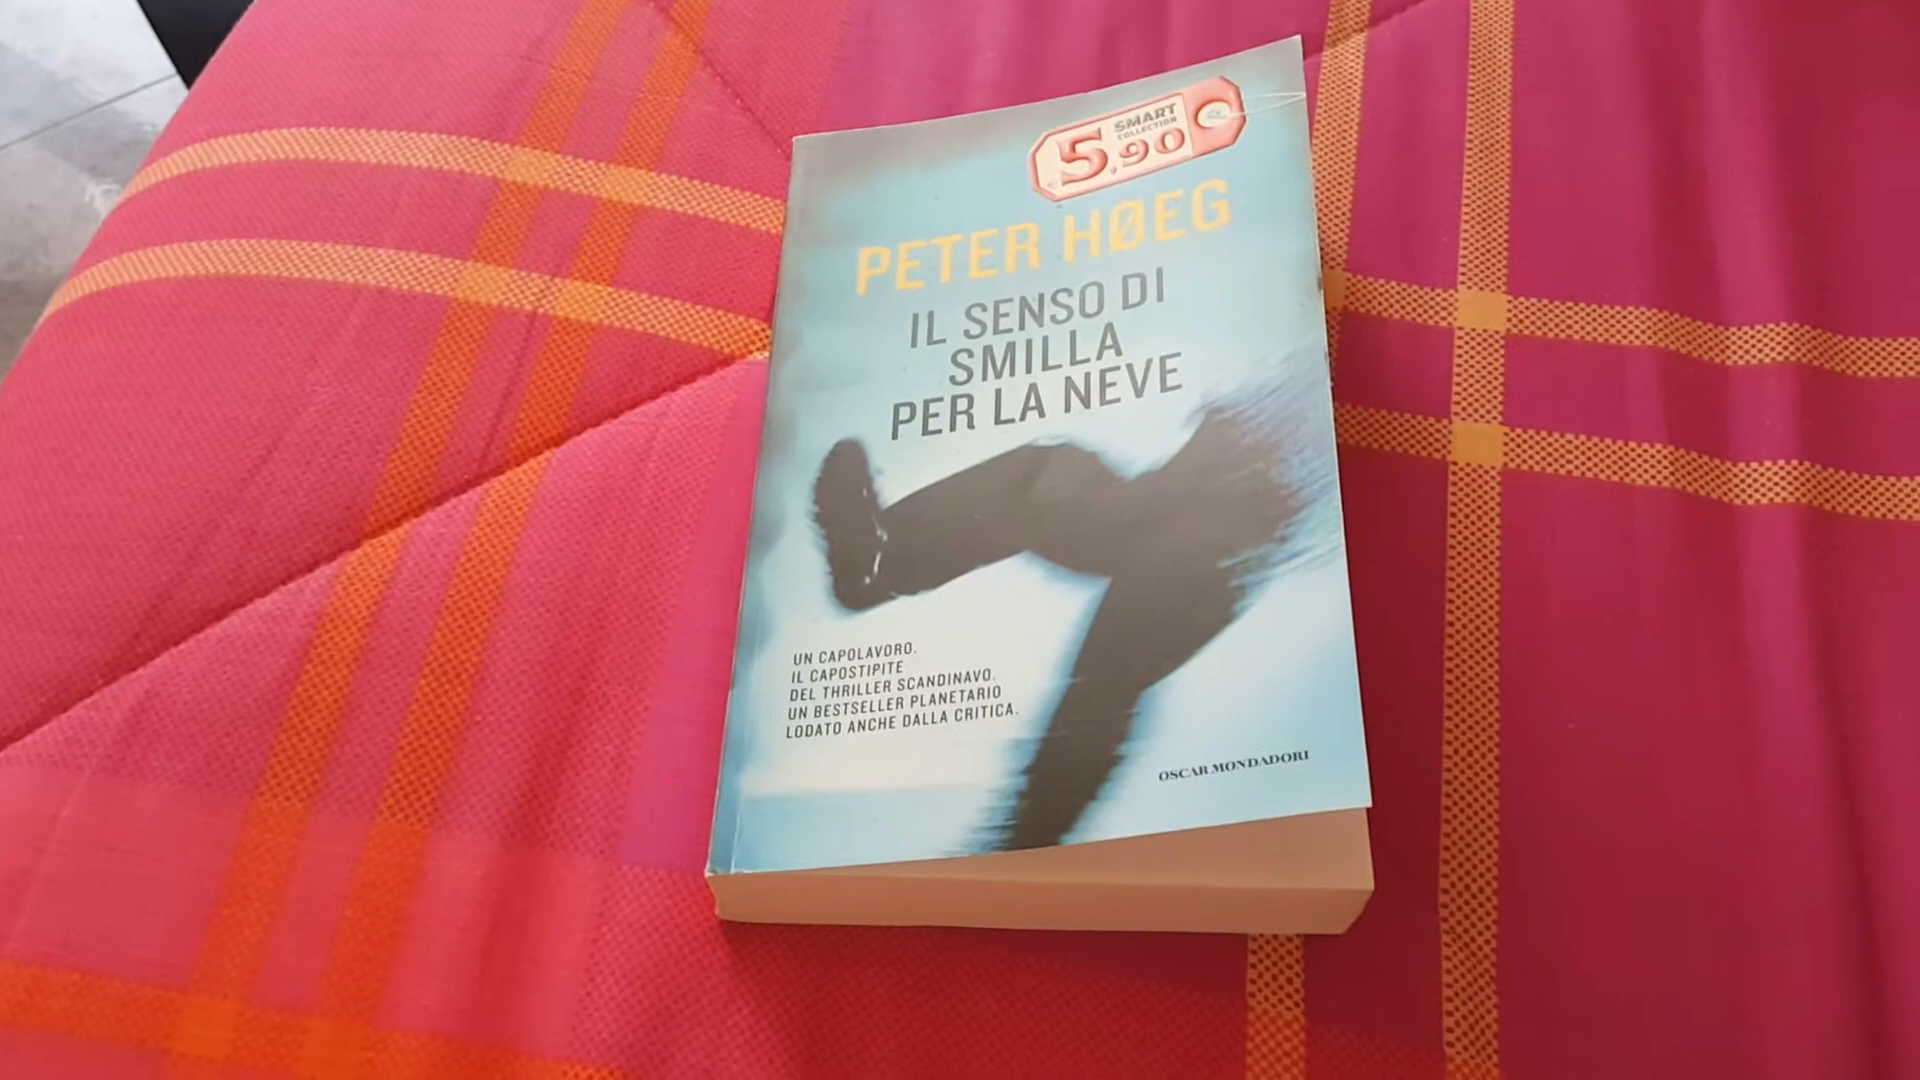 SMART
COLLECTION
€5,90
PETER HØEG
IL SENSO DI
SMILLA
PER LA NEVE
UN CAPOLAVORO.
IL CAPOSTIPITE
DEL THRILLER SCANDINAVO.
UN BESTSELLER PLANETARIO
LODATO ANCHE DALLA CRITICA.
OSCAR MONDADORI